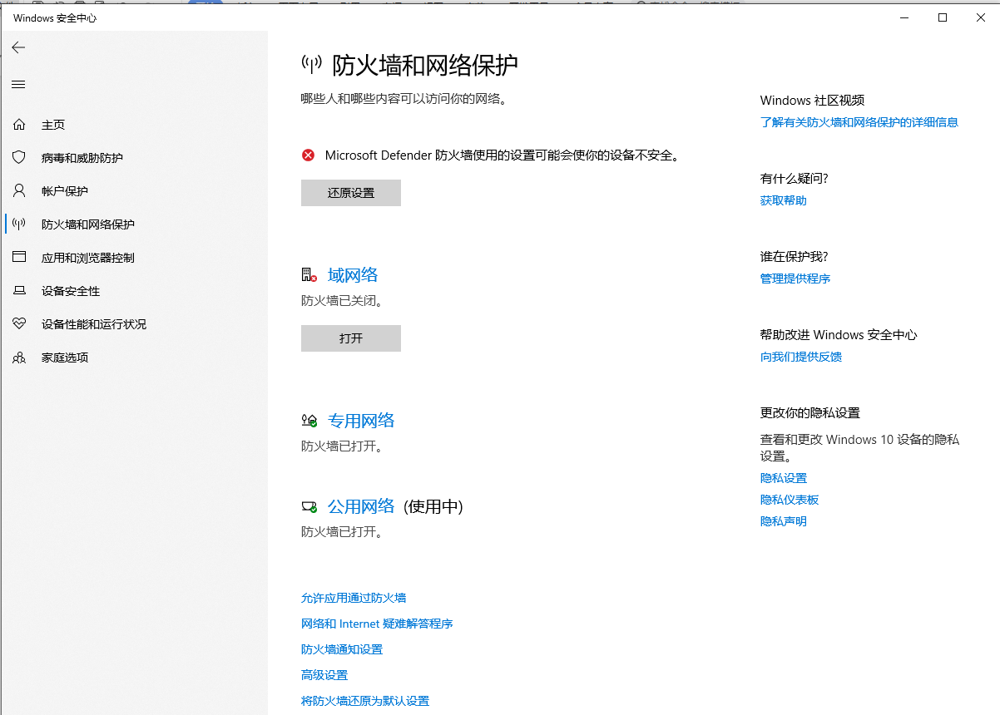 Windows 安全中心
主页
病毒和威胁防护
帐户保护
防火墙和网络保护
应用和浏览器控制
设备安全性
设备性能和运行状况
家庭选项
防火墙和网络保护
哪些人和哪些内容可以访问你的网络。
Microsoft Defender 防火墙使用的设置可能会使你的设备不安全。
还原设置
域网络
防火墙已关闭。
打开
专用网络
防火墙已打开。
公用网络 (使用中)
防火墙已打开。
允许应用通过防火墙
网络和 Internet 疑难解答程序
防火墙通知设置
高级设置
将防火墙还原为默认设置
Windows 社区视频
了解有关防火墙和网络保护的详细信息
有什么疑问?
获取帮助
谁在保护我?
管理提供程序
帮助改进 Windows 安全中心
向我们提供反馈
更改你的隐私设置
查看和更改 Windows 10 设备的隐私
设置。
隐私设置
隐私仪表板
隐私声明